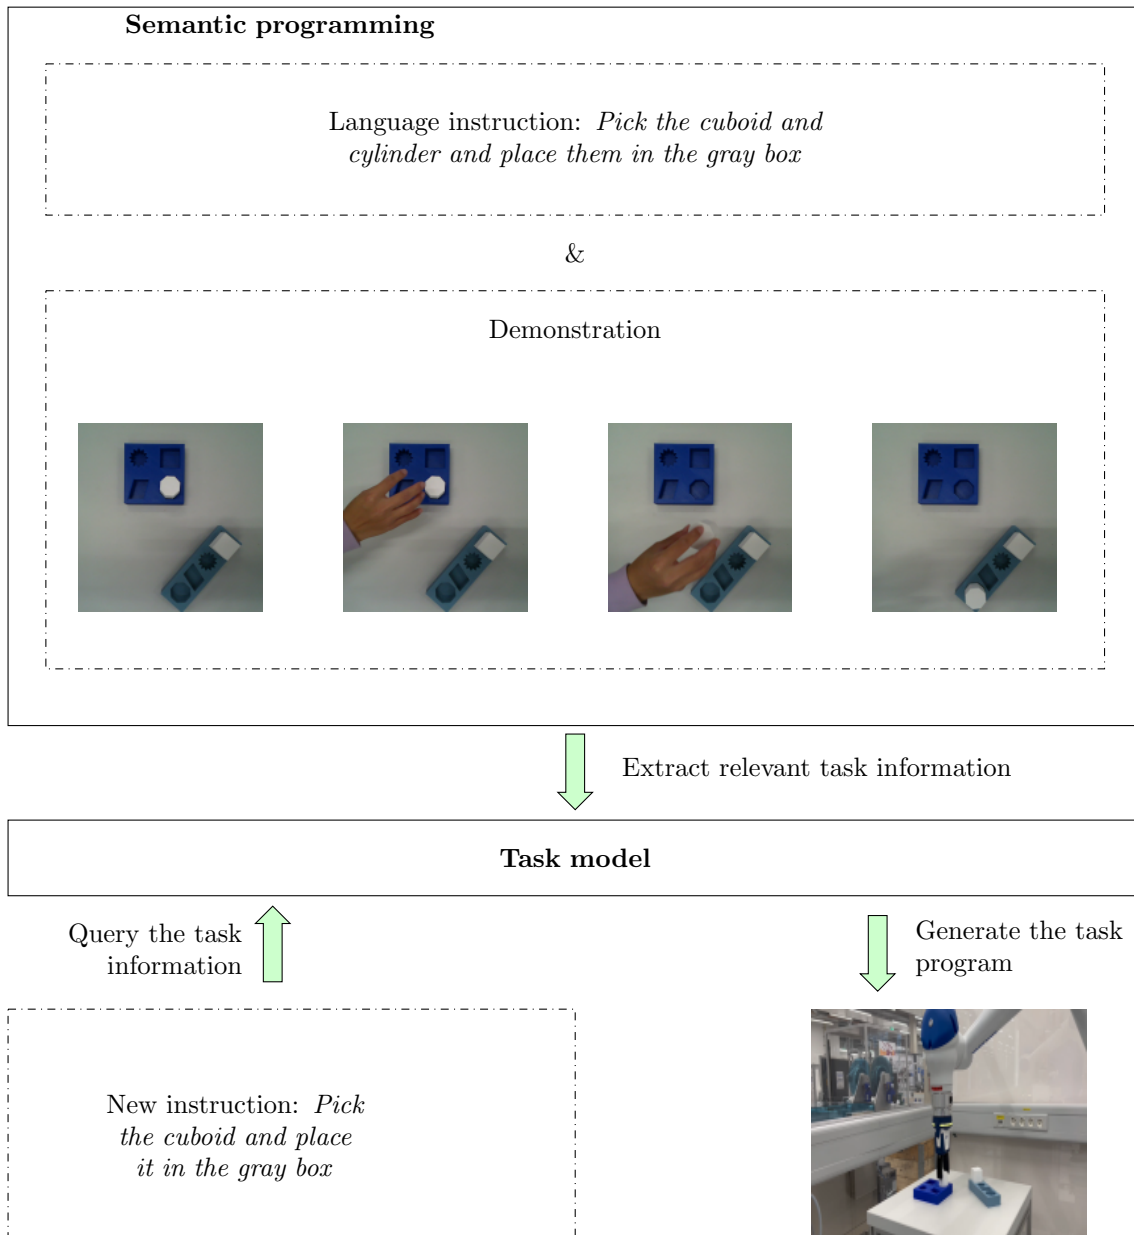 Semantic programming
Language instruction: Pick the cuboid and
cylinder and place them in the gray box
&
Demonstration
Extract relevant task information
Task model
Query the task
information
Generate the task
program
New instruction: Pick
the cuboid and place
it in the gray box